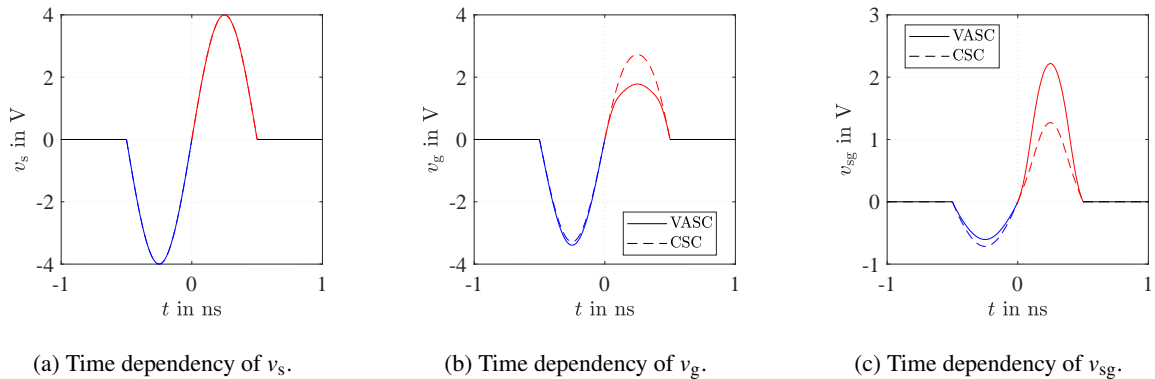 4
2
0
-2
-4
-1
0
1
v_s in V
t in ns
(a) Time dependency of v_s.
4
2
0
-2
-4
-1
0
1
v_g in V
t in ns
VASC
CSC
(b) Time dependency of v_g.
3
2
1
0
-1
-1
0
1
v_sg in V
t in ns
VASC
CSC
(c) Time dependency of v_sg.